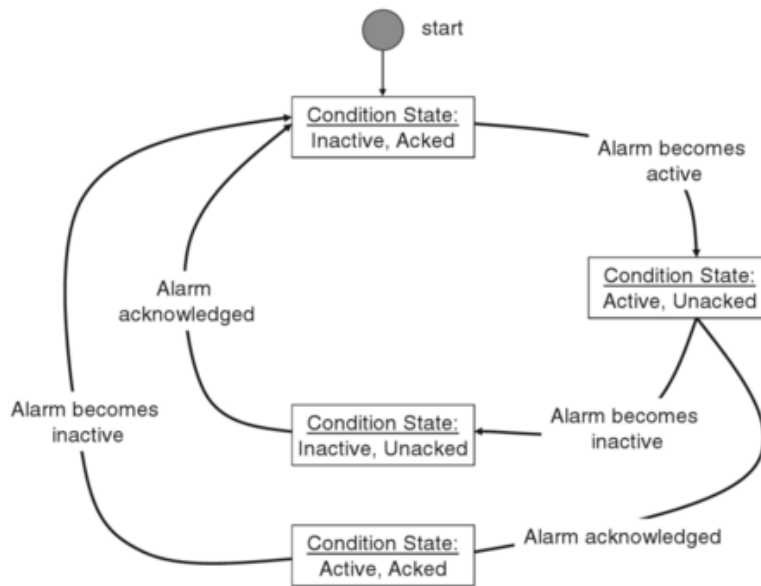 start
Condition State:
Inactive, Acked
Alarm becomes
active
Condition State:
Active, Unacked
Alarm
acknowledged
Alarm becomes
inactive
Condition State:
Inactive, Unacked
Alarm becomes
inactive
Condition State:
Active, Acked
Alarm acknowledged